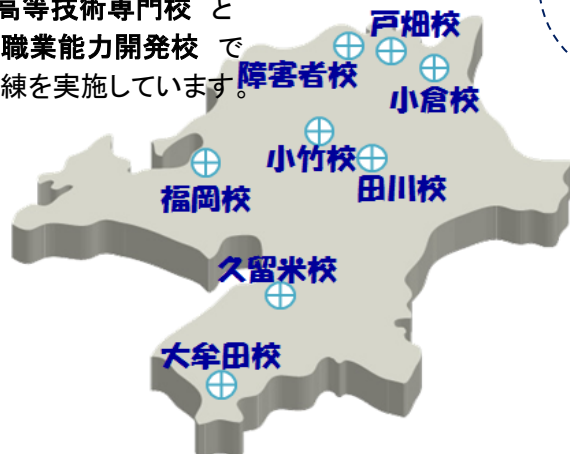 高等技術専門校 と
職業能力開発校 で
練を実施しています。
戸畑校
障害者校
小倉校
小竹校
田川校
福岡校
久留米校
大牟田校